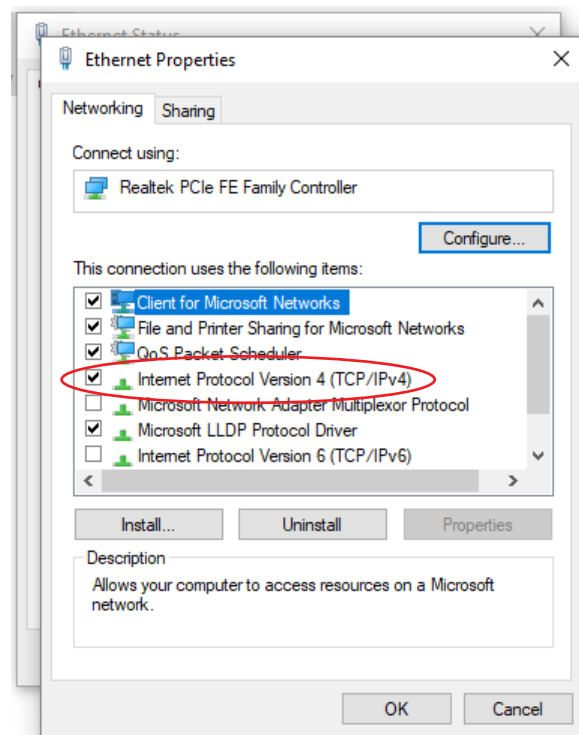 Ethernet Status
Ethernet Properties
Networking
Sharing
Connect using:
Realtek PCIe FE Family Controller
Configure...
This connection uses the following items:
Client for Microsoft Networks
File and Printer Sharing for Microsoft Networks
QoS Packet Scheduler
Internet Protocol Version 4 (TCP/IPv4)
Microsoft Network Adapter Multiplexor Protocol
Microsoft LLDP Protocol Driver
Internet Protocol Version 6 (TCP/IPv6)
Install...
Uninstall
Properties
Description
Allows your computer to access resources on a Microsoft
network.
OK
Cancel